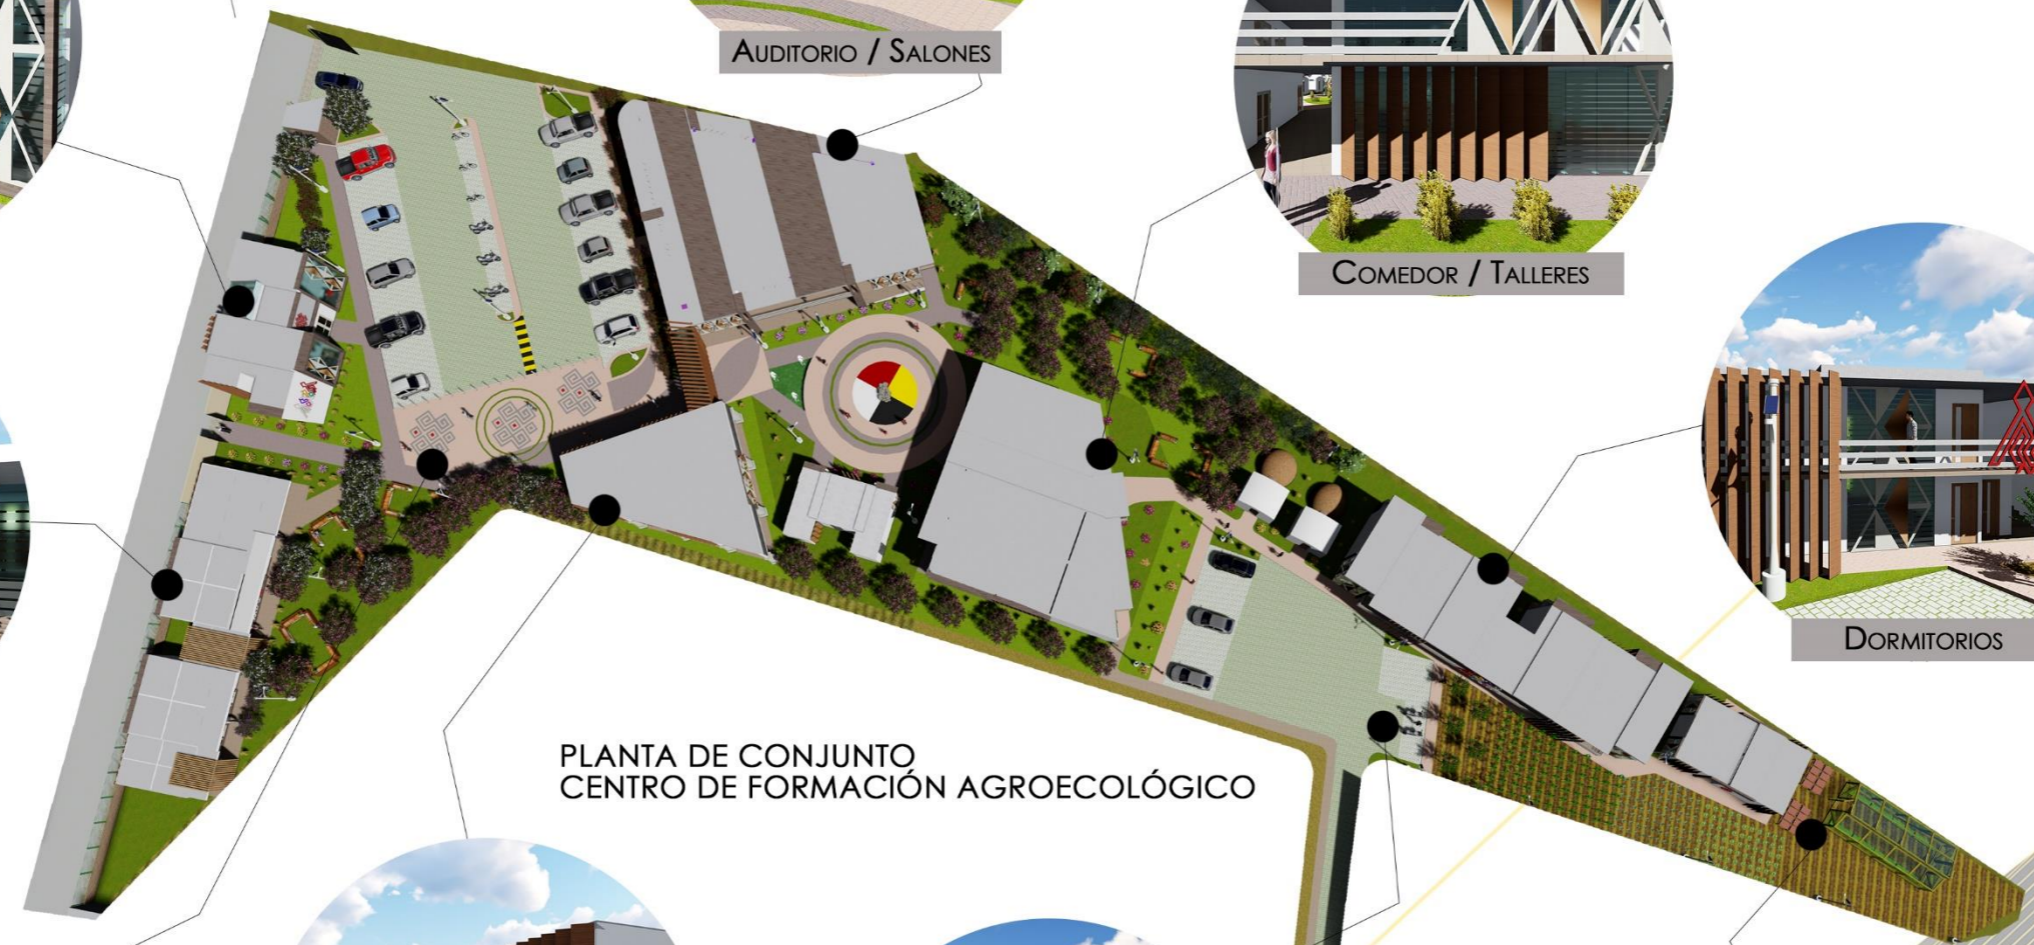 AUDITORIO / SALONES
COMEDOR / TALLERES
DORMITORIOS
PLANTA DE CONJUNTO
CENTRO DE FORMACIÓN AGROECOLÓGICO